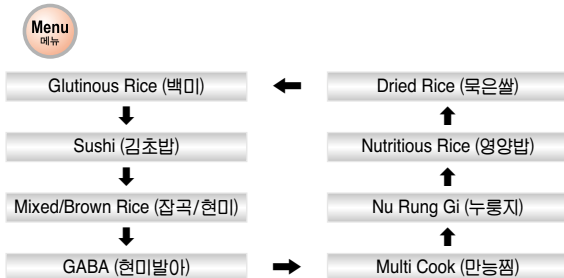 Menu
메뉴
Glutinous Rice (백미)
Dried Rice (묵은쌀)
Sushi (김초밥)
Nutritious Rice (영양밥)
Mixed/Brown Rice (잡곡/현미)
Nu Rung Gi (누룽지)
GABA (현미발아)
Multi Cook (만능찜)